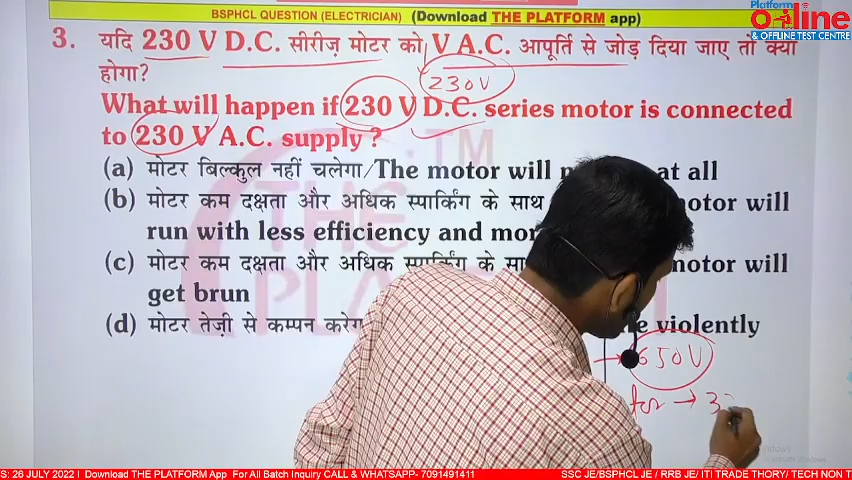 BSPHCL QUESTION (ELECTRICIAN) (Download THE PLATFORM app)
Platform
online
& OFFLINE TEST CENTRE
3. यदि 230 V D.C. सीरीज़ मोटर को V A.C. आपूर्ति से जोड़ दिया जाए तो क्या
होगा?
230V
What will happen if 230 V D.C. series motor is connected
to 230 V A.C. supply ?
TM
THE
(a) मोटर बिल्कुल नहीं चलेगा/The motor will at all
(b) मोटर कम दक्षता और अधिक स्पार्किंग के साथ motor will
run with less efficiency and
(c) मोटर कम दक्षता और अधिक स्पार्किंग के motor will
get brun
(d) मोटर तेज़ी से कम्पन violently
650V
S: 26 JULY 2022 I Download THE PLATFORM App For All Batch Inquiry CALL & WHATSAPP- 7091491411 SSC JE/BSPHCL JE / RRB JE/ ITI TRADE THORY/ TECH NON T